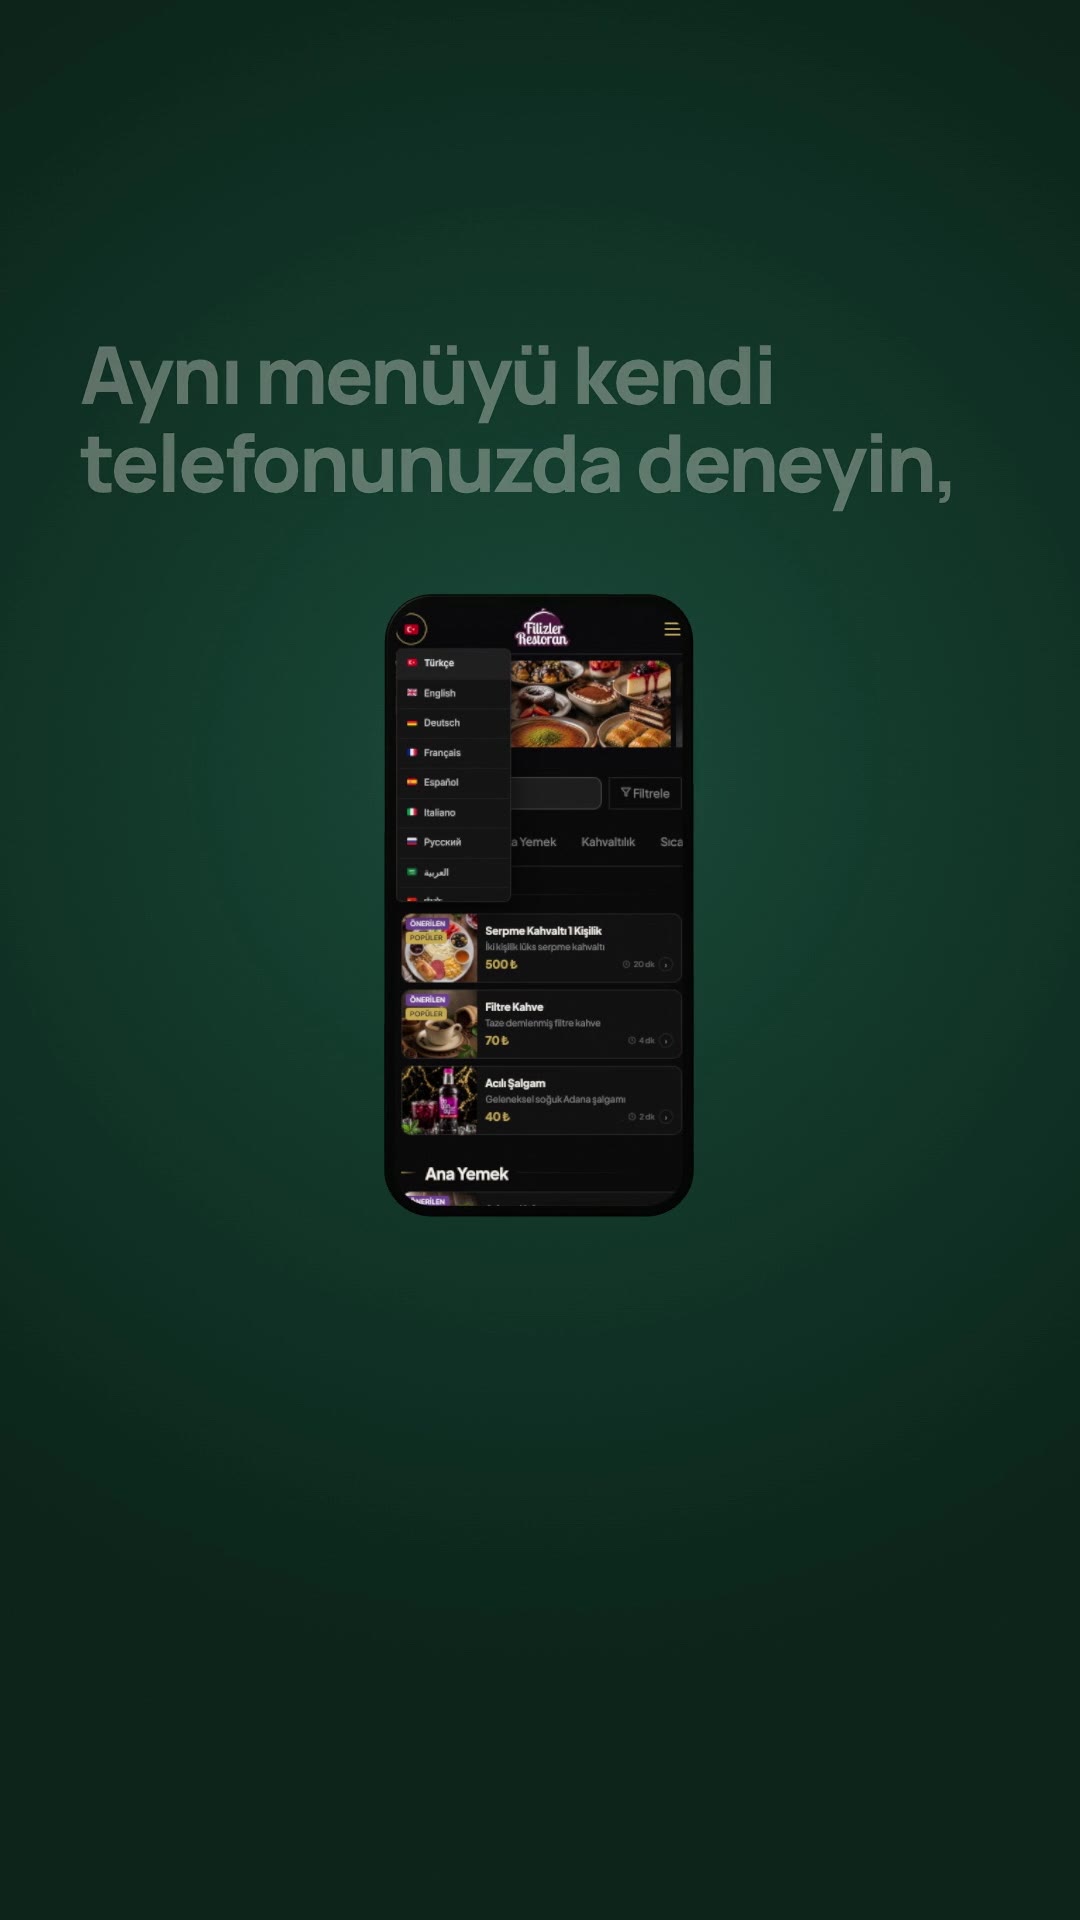 Aynı menüyü kendi
telefonunuzda deneyin,
Filizler
Restoran
Türkçe
English
Deutsch
Français
Español
Italiano
Русский
العربية
Filtrele
a Yemek
Kahvaltılık
Sıca
ÖNERİLEN
POPÜLER
Serpme Kahvaltı 1 Kişilik
İki kişilik lüks serpme kahvaltı
500 ₺
20 dk
ÖNERİLEN
POPÜLER
Filtre Kahve
Taze demlenmiş filtre kahve
70 ₺
4 dk
Acılı Şalgam
Geleneksel soğuk Adana şalgamı
40 ₺
2 dk
Ana Yemek
ÖNERİLEN